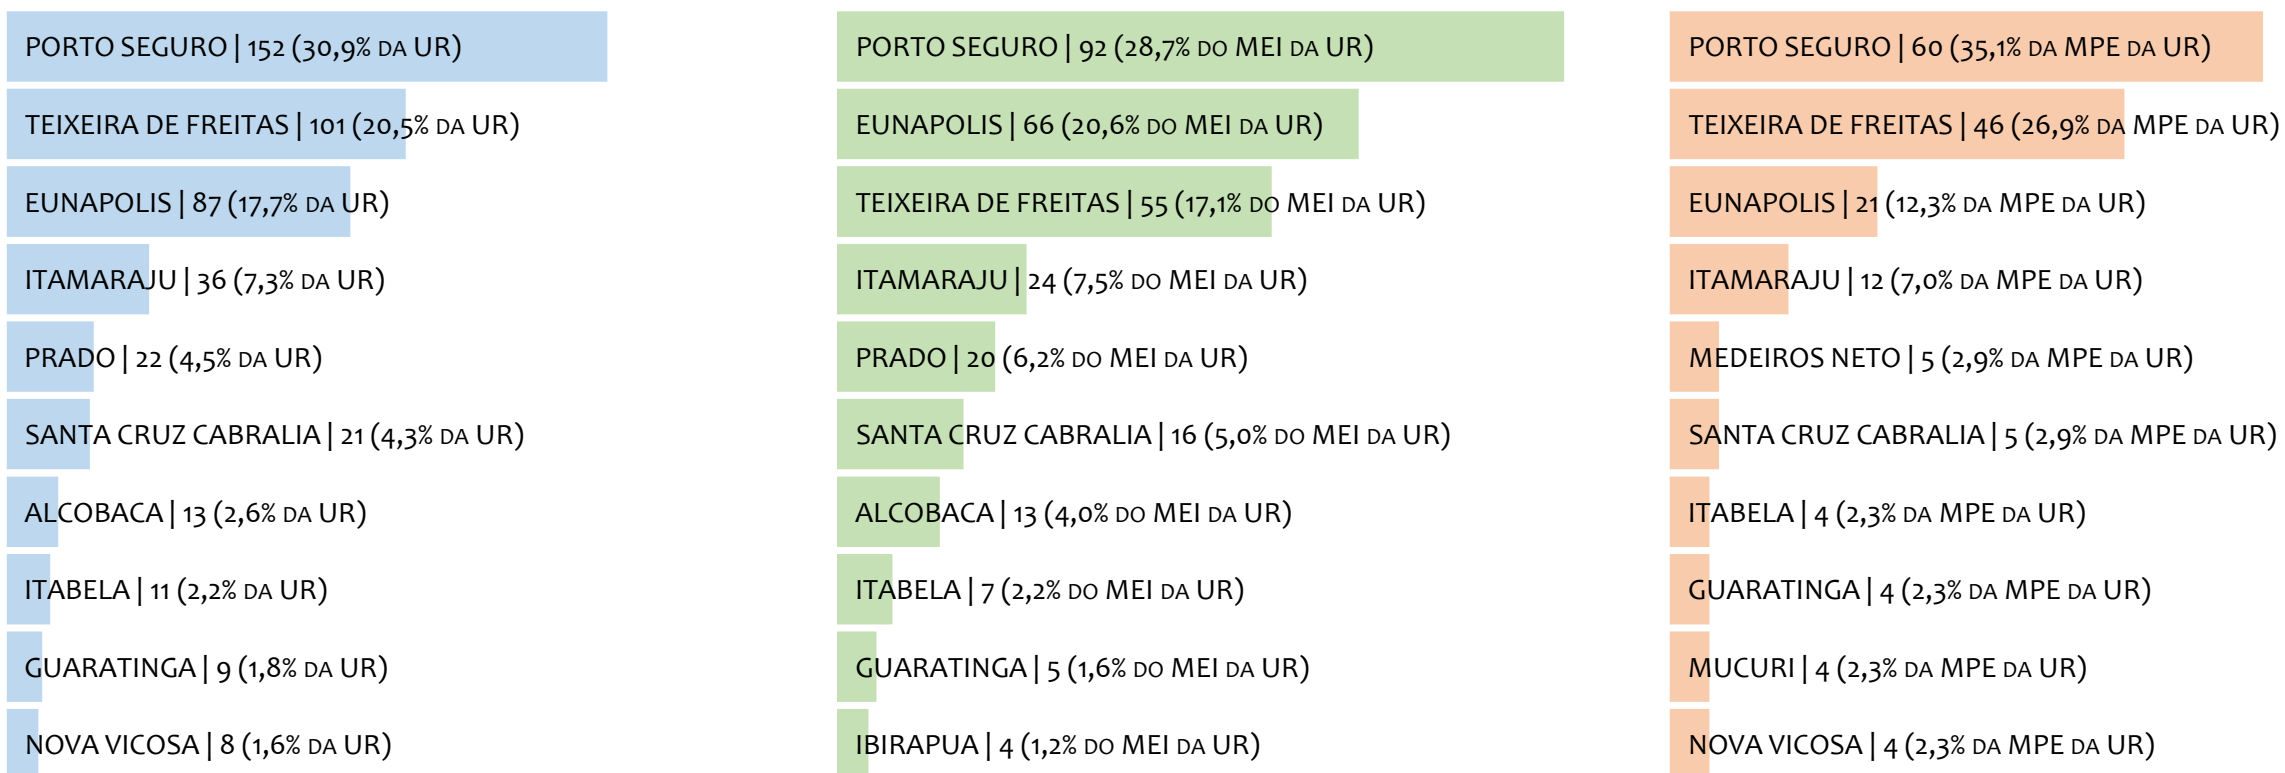 PORTO SEGURO | 152 (30,9% DA UR)
TEIXEIRA DE FREITAS | 101 (20,5% DA UR)
EUNAPOLIS | 87 (17,7% DA UR)
ITAMARAJU | 36 (7,3% DA UR)
PRADO | 22 (4,5% DA UR)
SANTA CRUZ CABRALIA | 21 (4,3% DA UR)
ALCOBACA | 13 (2,6% DA UR)
ITABELA | 11 (2,2% DA UR)
GUARATINGA | 9 (1,8% DA UR)
NOVA VICOSA | 8 (1,6% DA UR)
PORTO SEGURO | 92 (28,7% DO MEI DA UR)
EUNAPOLIS | 66 (20,6% DO MEI DA UR)
TEIXEIRA DE FREITAS | 55 (17,1% DO MEI DA UR)
ITAMARAJU | 24 (7,5% DO MEI DA UR)
PRADO | 20 (6,2% DO MEI DA UR)
SANTA CRUZ CABRALIA | 16 (5,0% DO MEI DA UR)
ALCOBACA | 13 (4,0% DO MEI DA UR)
ITABELA | 7 (2,2% DO MEI DA UR)
GUARATINGA | 5 (1,6% DO MEI DA UR)
IBIRAPUA | 4 (1,2% DO MEI DA UR)
PORTO SEGURO | 60 (35,1% DA MPE DA UR)
TEIXEIRA DE FREITAS | 46 (26,9% DA MPE DA UR)
EUNAPOLIS | 21 (12,3% DA MPE DA UR)
ITAMARAJU | 12 (7,0% DA MPE DA UR)
MEDEIROS NETO | 5 (2,9% DA MPE DA UR)
SANTA CRUZ CABRALIA | 5 (2,9% DA MPE DA UR)
ITABELA | 4 (2,3% DA MPE DA UR)
GUARATINGA | 4 (2,3% DA MPE DA UR)
MUCURI | 4 (2,3% DA MPE DA UR)
NOVA VICOSA | 4 (2,3% DA MPE DA UR)